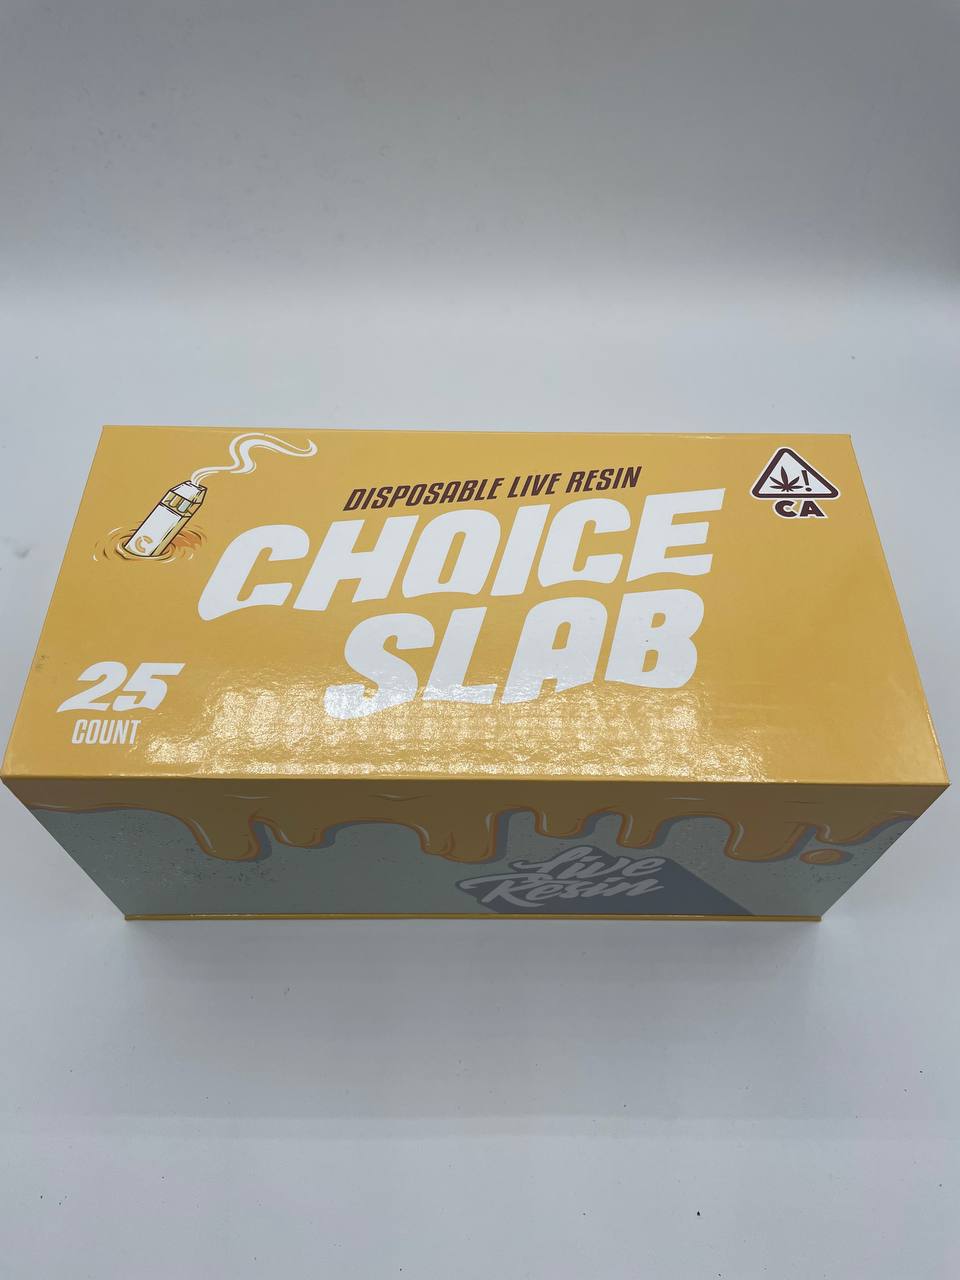 DISPOSABLE LIVE RESIN
CHOICE
SLAB
CA
25
COUNT
Live
Resin